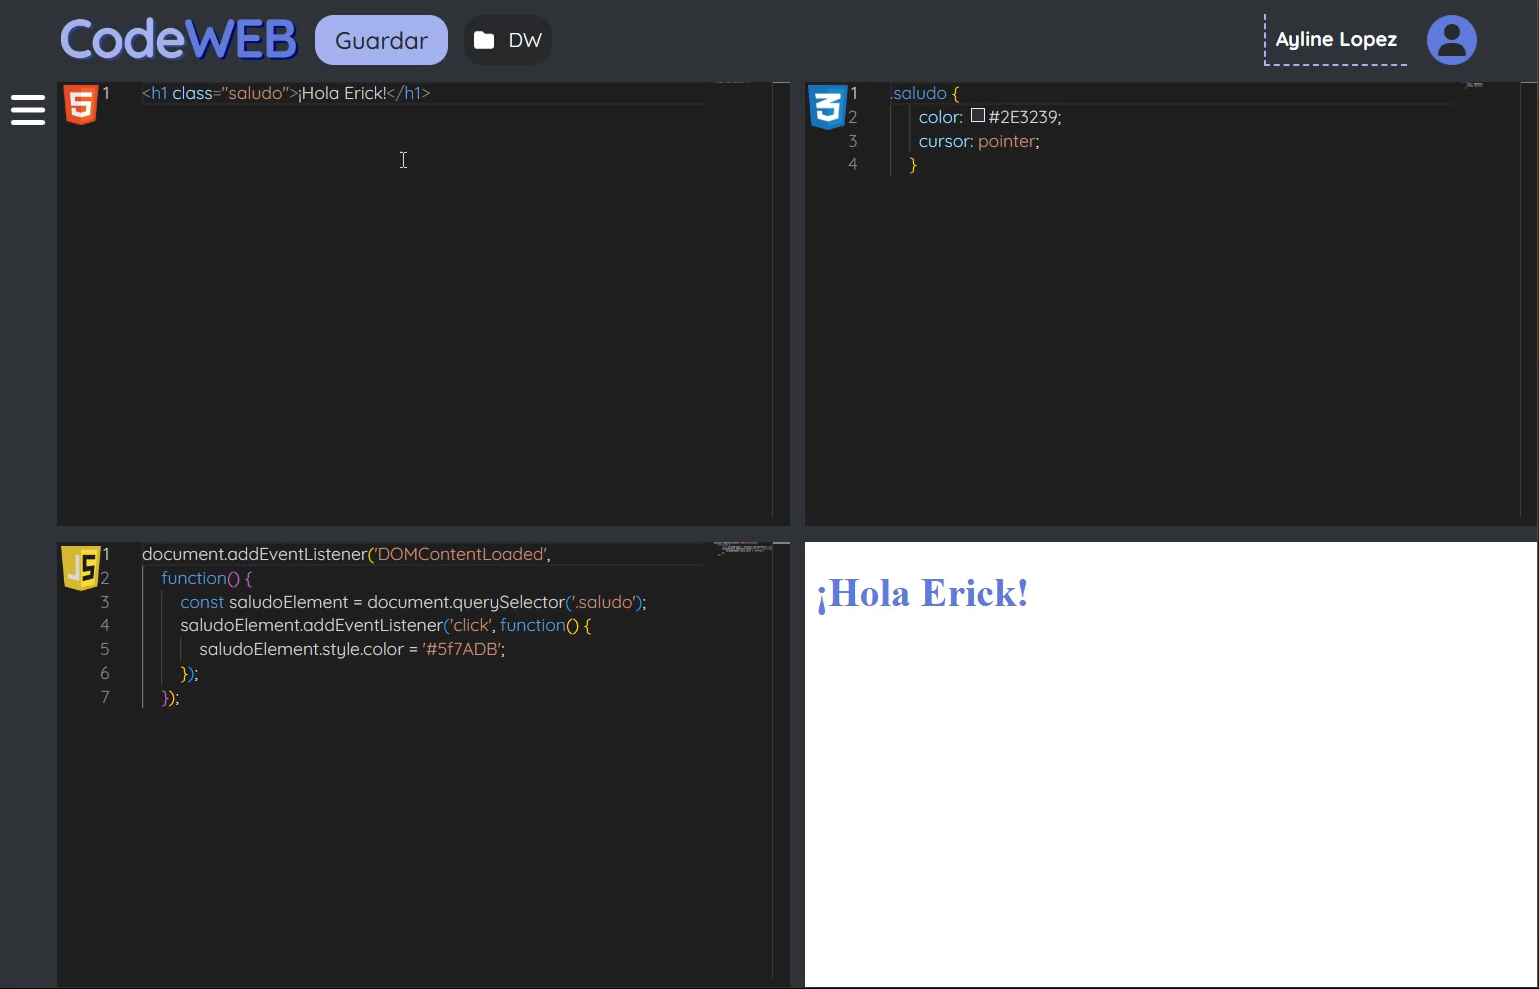 CodeWEB
Guardar
DW
Ayline Lopez
5
1 <h1 class="saludo">¡Hola Erick!</h1>
3
1 .saludo {
2 color: #2E3239;
3 cursor: pointer;
4 }
JS
1 document.addEventListener('DOMContentLoaded',
2 function() {
3 const saludoElement = document.querySelector('.saludo');
4 saludoElement.addEventListener('click', function() {
5 saludoElement.style.color = '#5f7ADB';
6 });
7 });
¡Hola Erick!